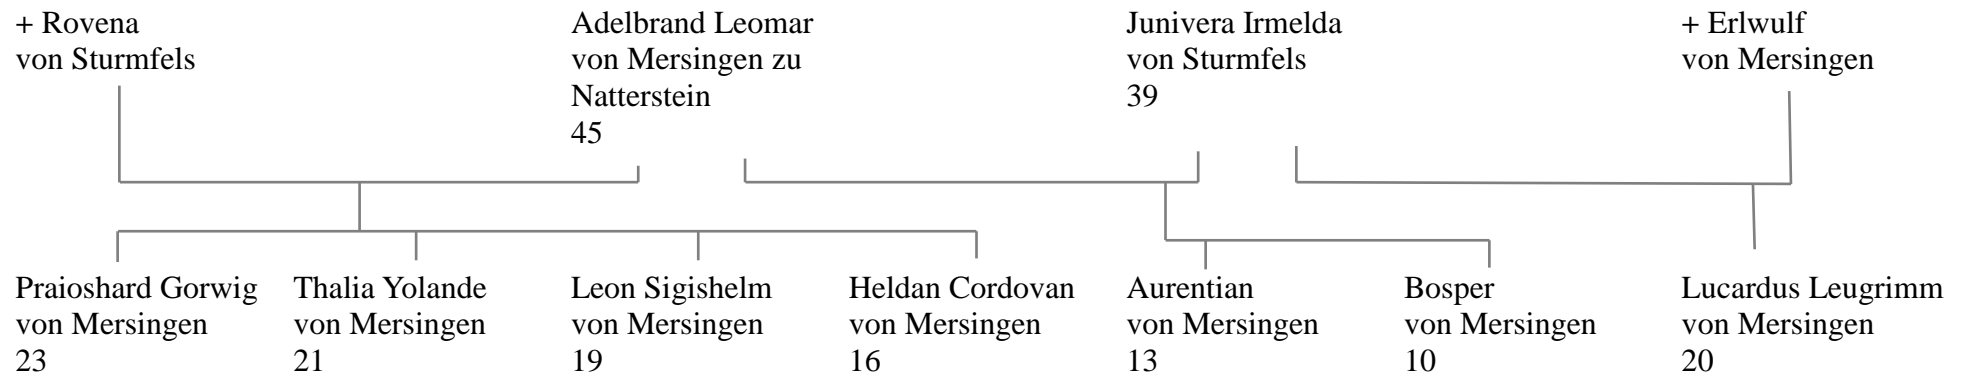 + Rovena
von Sturmfels
Adelbrand Leomar
von Mersingen zu
Natterstein
45
Junivera Irmelda
von Sturmfels
39
+ Erlwulf
von Mersingen
Praioshard Gorwig
von Mersingen
23
Thalia Yolande
von Mersingen
21
Leon Sigishelm
von Mersingen
19
Heldan Cordovan
von Mersingen
16
Aurentian
von Mersingen
13
Bosper
von Mersingen
10
Lucardus Leugrimm
von Mersingen
20